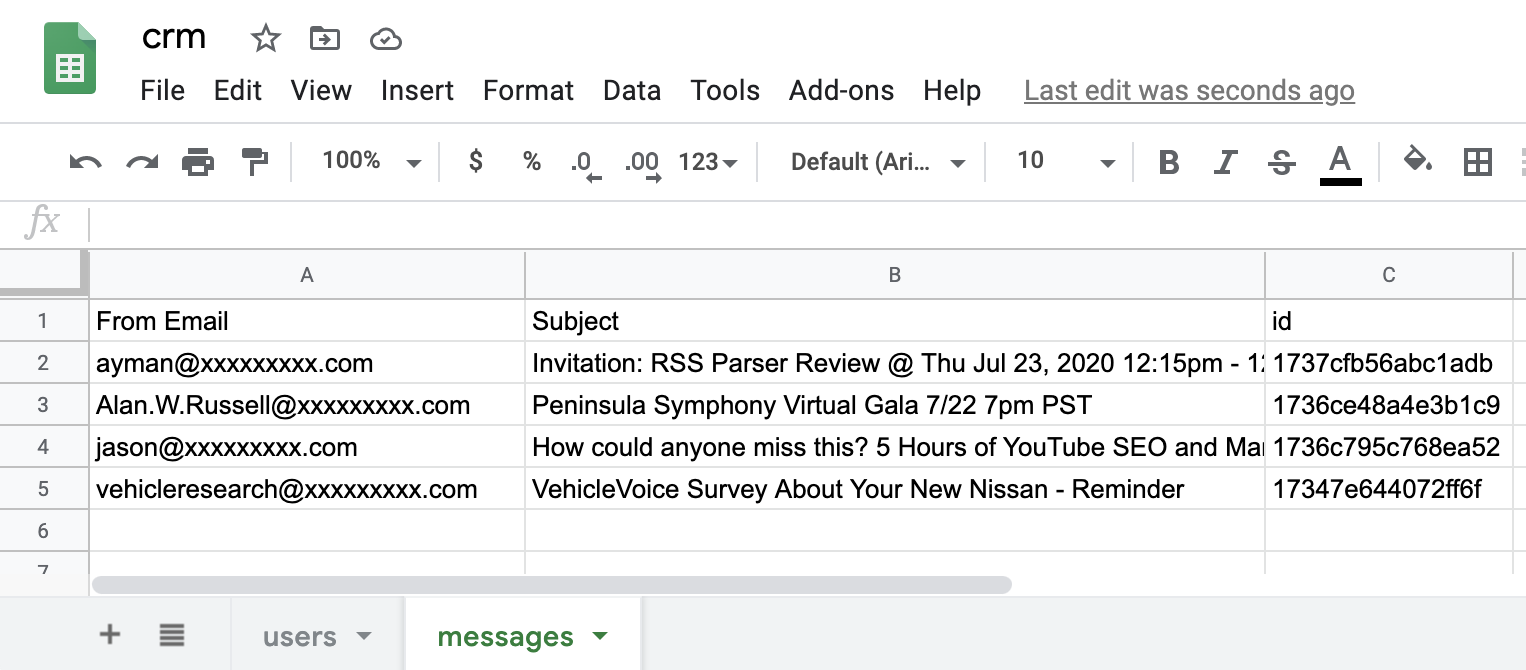 crm
File Edit View Insert Format Data Tools Add-ons Help Last edit was seconds ago
100% $ % .0 .00 123 Default (Ari... 10 B I S A
fx
A B C
1 From Email Subject id
2 ayman@xxxxxxxxx.com Invitation: RSS Parser Review @ Thu Jul 23, 2020 12:15pm - 12 1737cfb56abc1adb
3 Alan.W.Russell@xxxxxxxxx.com Peninsula Symphony Virtual Gala 7/22 7pm PST 1736ce48a4e3b1c9
4 jason@xxxxxxxxx.com How could anyone miss this? 5 Hours of YouTube SEO and Mar 1736c795c768ea52
5 vehicleresearch@xxxxxxxxx.com VehicleVoice Survey About Your New Nissan - Reminder 17347e644072ff6f
6
7
users messages